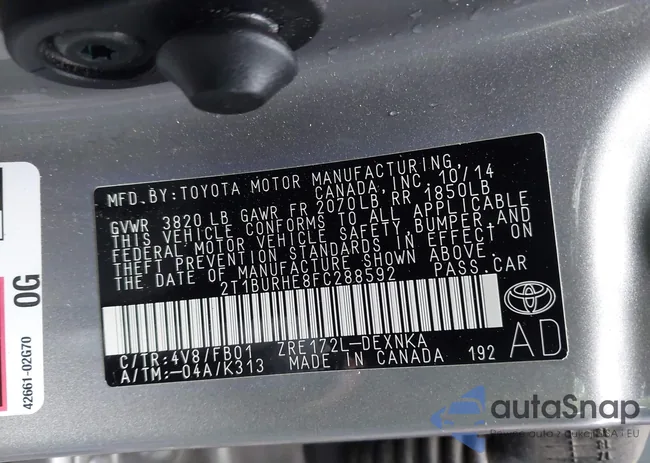 MFD.BY:TOYOTA MOTOR MANUFACTURING,
CANADA, INC. 10/14
GVWR 3820 LB GAWR FR 2070LB, RR 1850LB
THIS VEHICLE CONFORMS TO ALL APPLICABLE
FEDERAL MOTOR VEHICLE SAFETY, BUMPER, AND
THEFT PREVENTION STANDARDS IN EFFECT ON
THE DATE OF MANUFACTURE SHOWN ABOVE.
2T1BURHE8FC288592 PASS.CAR
C/TR:4V8/FB01 ZRE172L-DEXNKA
A/TM:-04A/K313 MADE IN CANADA 192
AD
0G
42661-02G70
autaSnap